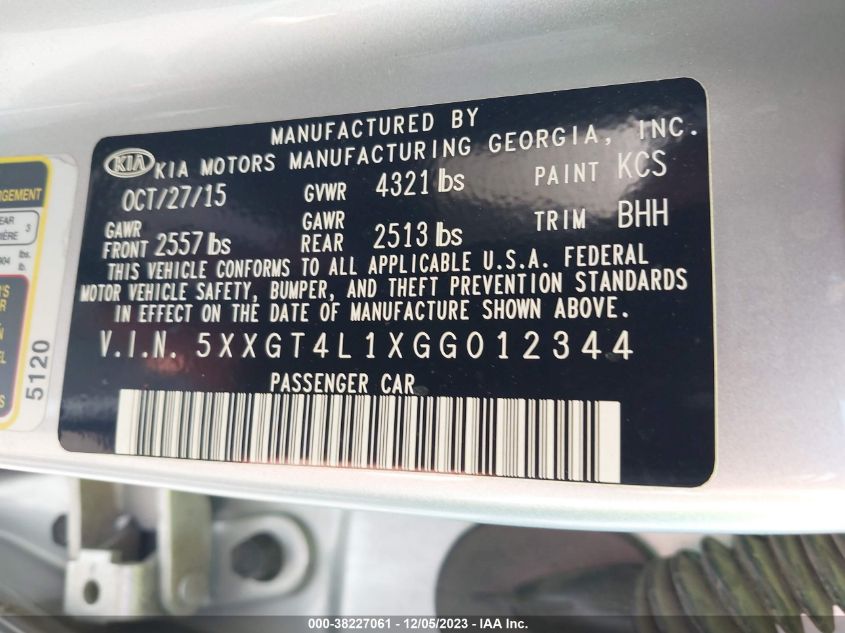 MANUFACTURED BY
KIA KIA MOTORS MANUFACTURING GEORGIA, INC.
OCT/27/15 GVWR 4321 lbs PAINT KCS
GAWR FRONT 2557 lbs GAWR REAR 2513 lbs TRIM BHH
THIS VEHICLE CONFORMS TO ALL APPLICABLE U.S.A. FEDERAL
MOTOR VEHICLE SAFETY, BUMPER, AND THEFT PREVENTION STANDARDS
IN EFFECT ON THE DATE OF MANUFACTURE SHOWN ABOVE.
V.I.N. 5XXGT4L1XGG012344
PASSENGER CAR
5120
3
lbs.
lb.
000-38227061 - 12/05/2023 - IAA Inc.